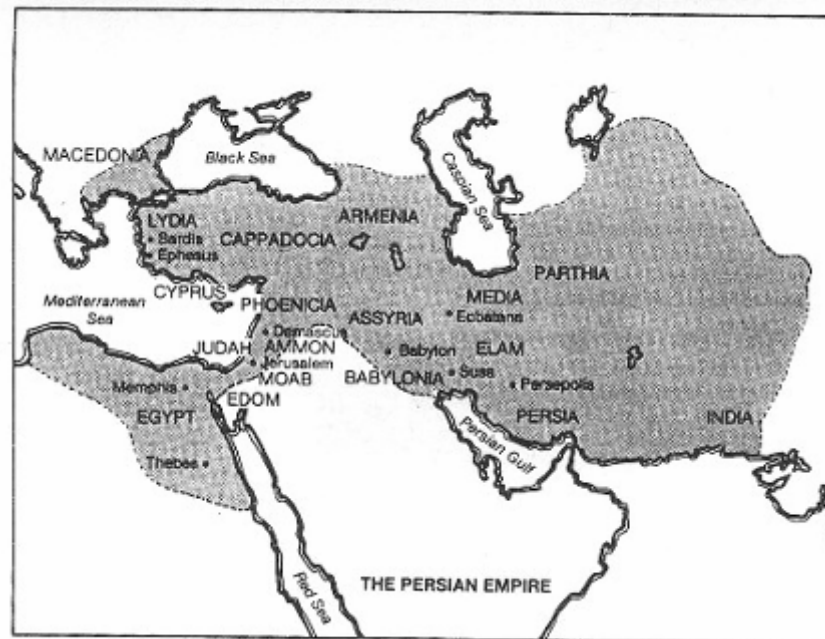 MACEDONIA
Black Sea
Caspian Sea
LYDIA
Sardis
Ephesus
ARMENIA
CAPPADOCIA
PARTHIA
CYPRUS
Mediterranean
Sea
PHOENICIA
MEDIA
Ecbatana
ASSYRIA
Damascus
JUDAH
AMMON
Babylon
ELAM
Jerusalem
MOAB
BABYLONIA
Susa
Persepolis
Memphis
EDOM
EGYPT
PERSIA
INDIA
Persian Gulf
Thebes
Red Sea
THE PERSIAN EMPIRE